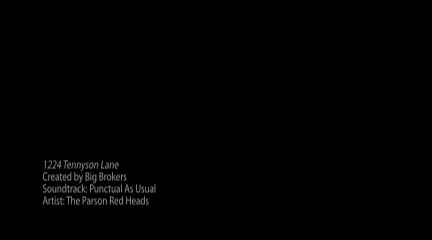 1224 Tennyson Lane
Created by Big Brokers
Soundtrack: Punctual As Usual
Artist: The Parson Red Heads